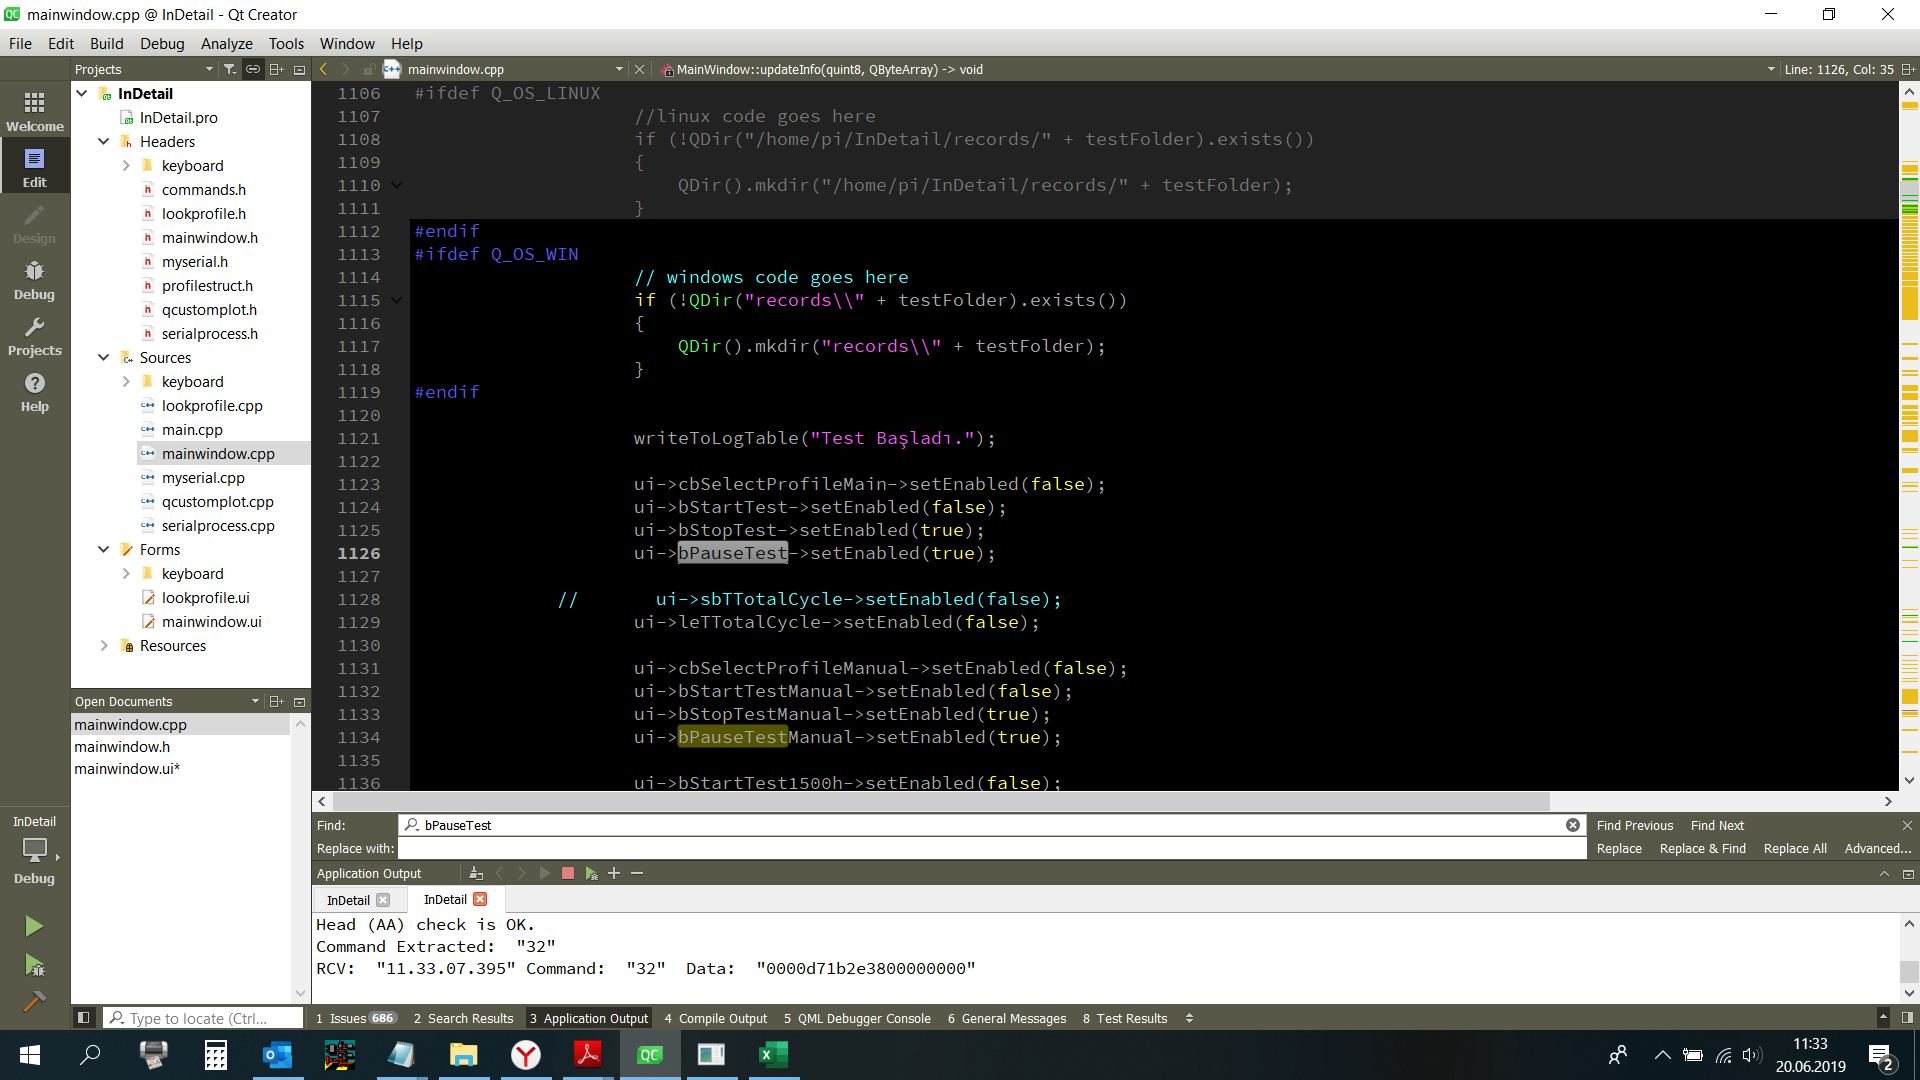 mainwindow.cpp @ InDetail - Qt Creator
File Edit Build Debug Analyze Tools Window Help
Projects
mainwindow.cpp
MainWindow::updateInfo(quint8, QByteArray) -> void
Line: 1126, Col: 35
Welcome
Edit
Design
Debug
Projects
Help
InDetail
Debug
InDetail
InDetail.pro
Headers
keyboard
commands.h
lookprofile.h
mainwindow.h
myserial.h
profilestruct.h
qcustomplot.h
serialprocess.h
Sources
keyboard
lookprofile.cpp
main.cpp
mainwindow.cpp
myserial.cpp
qcustomplot.cpp
serialprocess.cpp
Forms
keyboard
lookprofile.ui
mainwindow.ui
Resources
Open Documents
mainwindow.cpp
mainwindow.h
mainwindow.ui*
1106 #ifdef Q_OS_LINUX
1107 //linux code goes here
1108 if (!QDir("/home/pi/InDetail/records/" + testFolder).exists())
1109 {
1110 QDir().mkdir("/home/pi/InDetail/records/" + testFolder);
1111 }
1112 #endif
1113 #ifdef Q_OS_WIN
1114 // windows code goes here
1115 if (!QDir("records\\" + testFolder).exists())
1116 {
1117 QDir().mkdir("records\\" + testFolder);
1118 }
1119 #endif
1120
1121 writeToLogTable("Test Başladı.");
1122
1123 ui->cbSelectProfileMain->setEnabled(false);
1124 ui->bStartTest->setEnabled(false);
1125 ui->bStopTest->setEnabled(true);
1126 ui->bPauseTest->setEnabled(true);
1127
1128 // ui->sbTTotalCycle->setEnabled(false);
1129 ui->leTTotalCycle->setEnabled(false);
1130
1131 ui->cbSelectProfileManual->setEnabled(false);
1132 ui->bStartTestManual->setEnabled(false);
1133 ui->bStopTestManual->setEnabled(true);
1134 ui->bPauseTestManual->setEnabled(true);
1135
1136 ui->bStartTest1500h->setEnabled(false);
Find: bPauseTest Find Previous Find Next
Replace with: Replace Replace & Find Replace All Advanced...
Application Output
InDetail InDetail
Head (AA) check is OK.
Command Extracted: "32"
RCV: "11.33.07.395" Command: "32" Data: "0000d71b2e3800000000"
Type to locate (Ctrl... 1 Issues 686 2 Search Results 3 Application Output 4 Compile Output 5 QML Debugger Console 6 General Messages 8 Test Results
11:33
20.06.2019
2